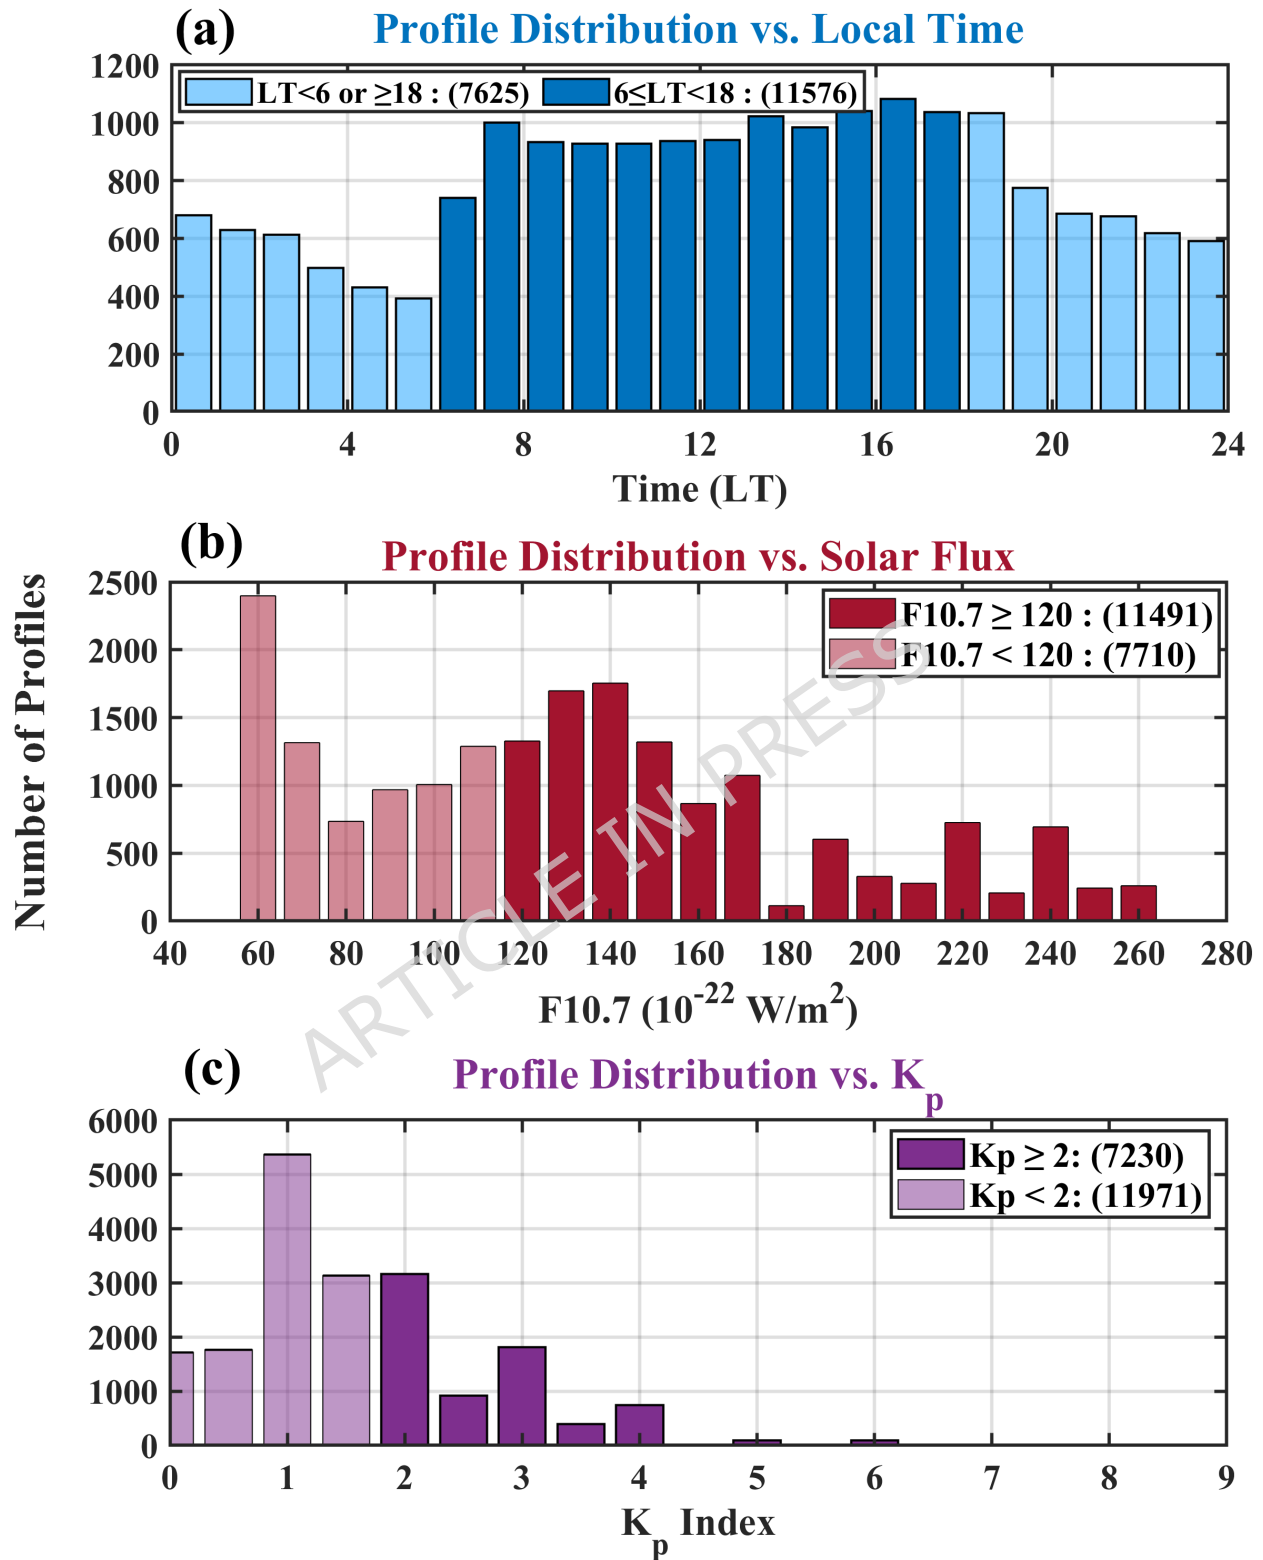 (a) Profile Distribution vs. Local Time
1200
LT<6 or ≥18 : (7625) 6≤LT<18 : (11576)
1000
800
600
400
200
0
0 4 8 12 16 20 24
Time (LT)
(b) Profile Distribution vs. Solar Flux
Number of Profiles
2500
F10.7 ≥ 120 : (11491)
F10.7 < 120 : (7710)
2000
1500
1000
500
0
40 60 80 100 120 140 160 180 200 220 240 260 280
F10.7 (10⁻²² W/m²)
ARTICLE IN PRESS
(c) Profile Distribution vs. Kₚ
6000
Kp ≥ 2: (7230)
Kp < 2: (11971)
5000
4000
3000
2000
1000
0
0 1 2 3 4 5 6 7 8 9
Kₚ Index